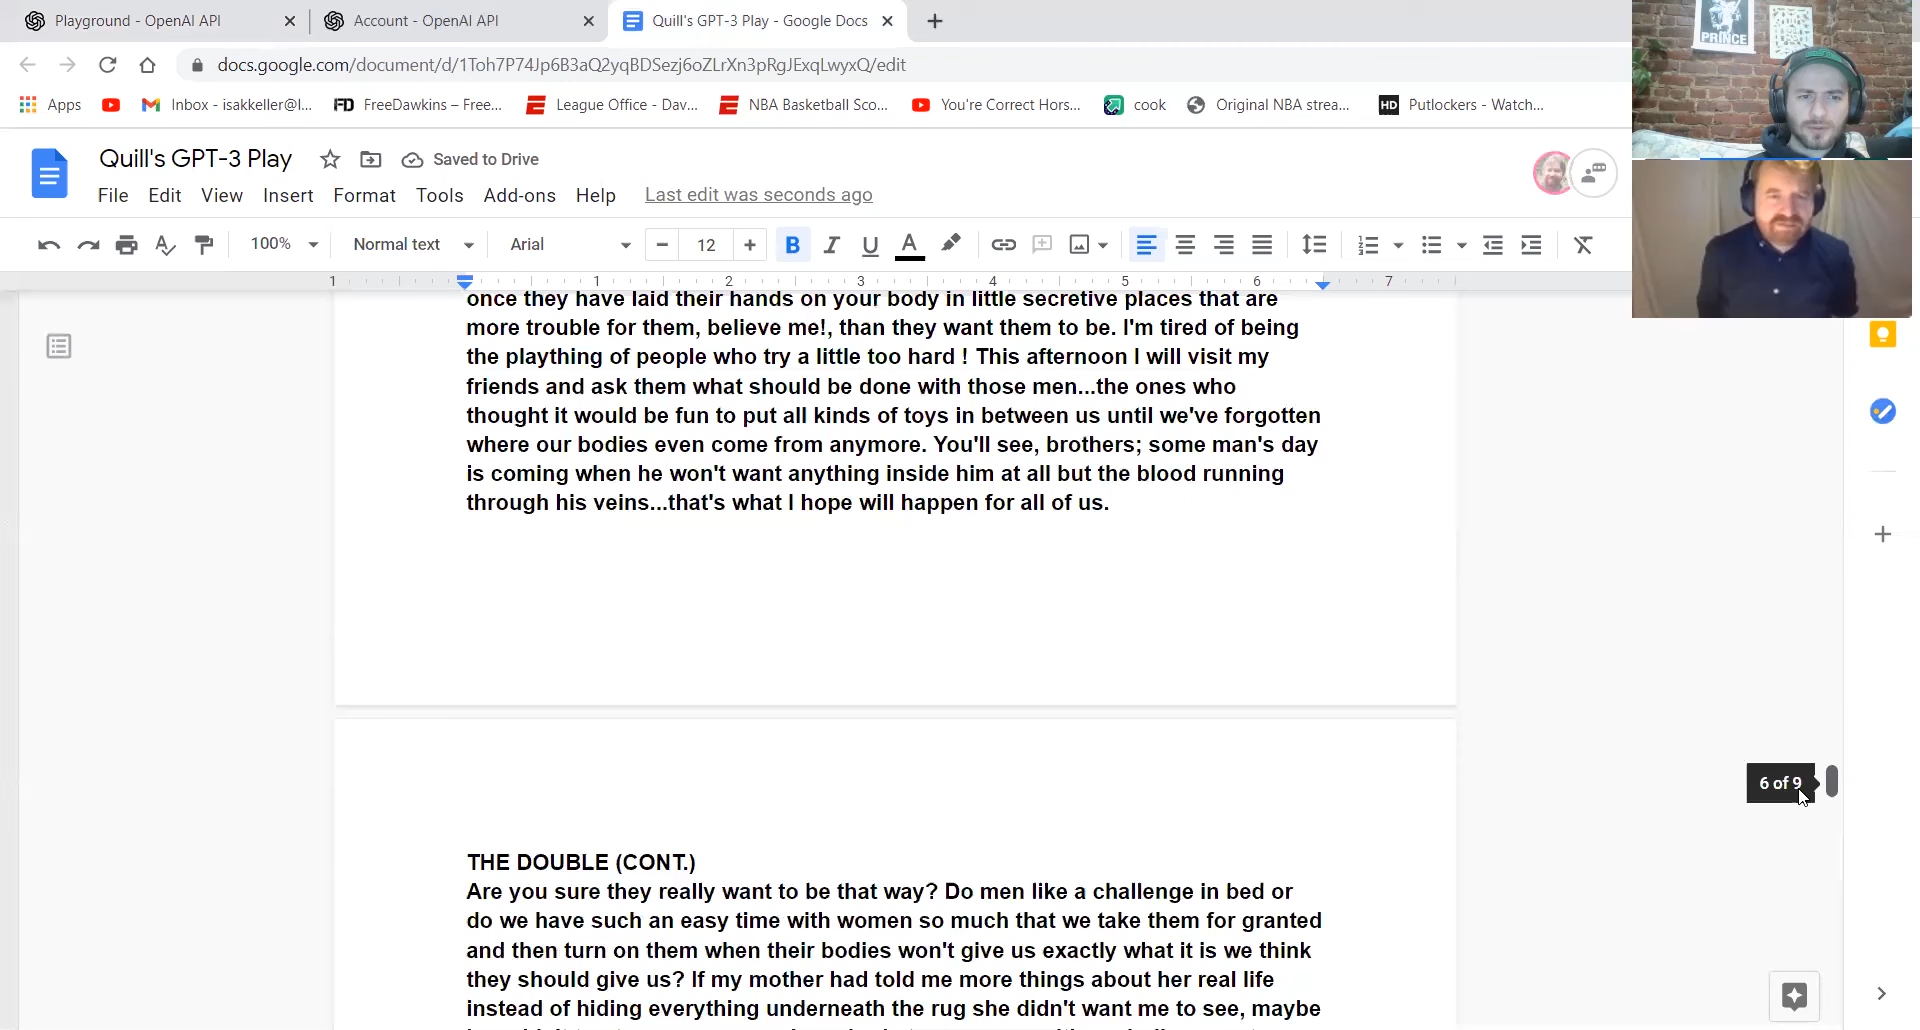 Playground - OpenAI API
Account - OpenAI API
Quill's GPT-3 Play - Google Docs
docs.google.com/document/d/1Toh7P74Jp6B3aQ2yqBDSezj6oZLrXn3pRgJExqLwyxQ/edit
Apps
Inbox - isakkeller@l...
FD
FreeDawkins – Free...
League Office - Dav...
NBA Basketball Sco...
You're Correct Hors...
cook
Original NBA strea...
HD
Putlockers - Watch...
PRINCE
Quill's GPT-3 Play
Saved to Drive
File Edit View Insert Format Tools Add-ons Help Last edit was seconds ago
100% Normal text Arial 12 B I U A
1 1 2 3 4 5 6 7
once they have laid their hands on your body in little secretive places that are
more trouble for them, believe me!, than they want them to be. I'm tired of being
the plaything of people who try a little too hard ! This afternoon I will visit my
friends and ask them what should be done with those men...the ones who
thought it would be fun to put all kinds of toys in between us until we've forgotten
where our bodies even come from anymore. You'll see, brothers; some man's day
is coming when he won't want anything inside him at all but the blood running
through his veins...that's what I hope will happen for all of us.
6 of 9
THE DOUBLE (CONT.)
Are you sure they really want to be that way? Do men like a challenge in bed or
do we have such an easy time with women so much that we take them for granted
and then turn on them when their bodies won't give us exactly what it is we think
they should give us? If my mother had told me more things about her real life
instead of hiding everything underneath the rug she didn't want me to see, maybe